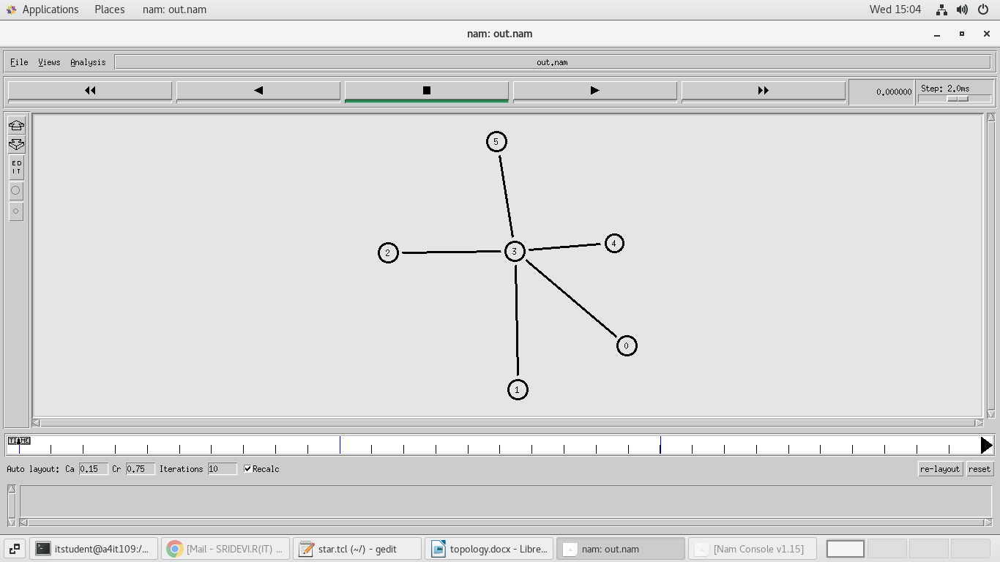 Applications Places nam: out.nam Wed 15:04
nam: out.nam
File Views Analysis out.nam
0.000000 Step: 2.0ms
ED
IT
5
4
2 3
0
1
TIME
Auto layout: Ca 0.15 Cr 0.75 Iterations 10 Recalc re-layout reset
itstudent@a4it109:/... [Mail - SRIDEVI.R(IT) ... star.tcl (~/) - gedit topology.docx - Libre... nam: out.nam [Nam Console v1.15]